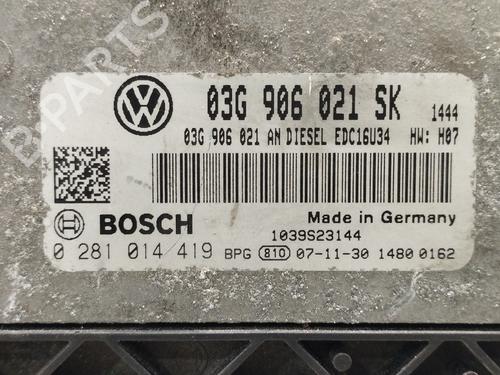 B-PARTS
03G 906 021 SK 1444
03G 906 021 AN DIESEL EDC16U34 HW: H07
BOSCH
Made in Germany
1039S23144
0 281 014 419 BPG 810 07-11-30 1480 0162